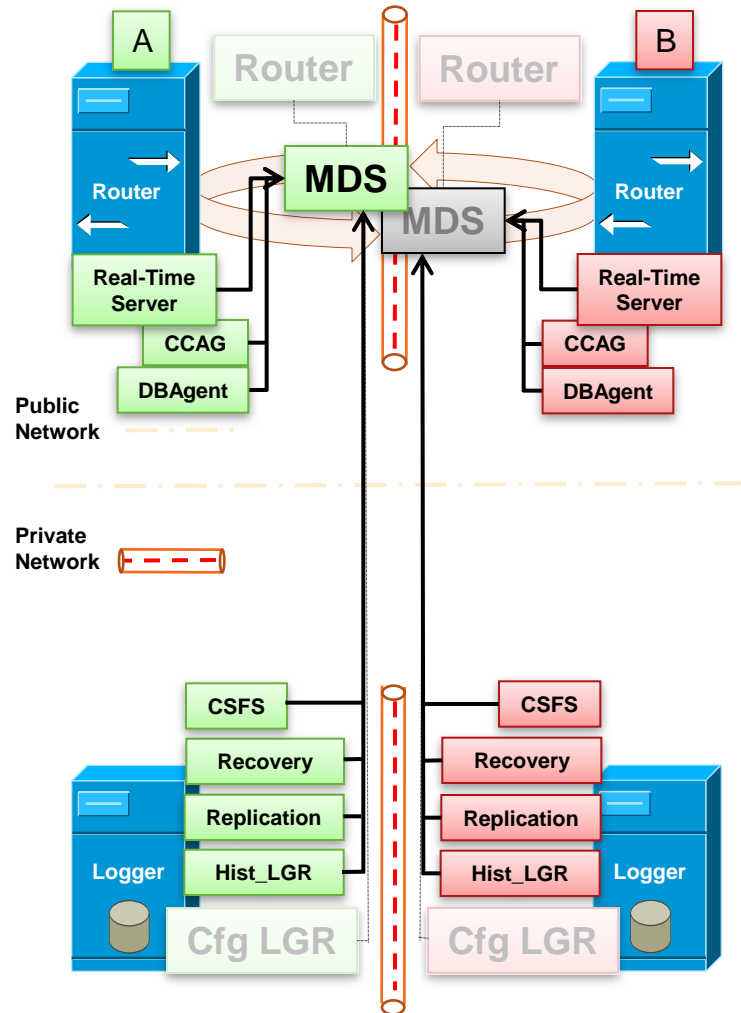 A
B
Router
Router
Router
Router
MDS
MDS
Real-Time
Server
Real-Time
Server
CCAG
CCAG
DBAgent
DBAgent
Public
Network
Private
Network
CSFS
CSFS
Recovery
Recovery
Replication
Replication
Hist_LGR
Hist_LGR
Logger
Logger
Cfg LGR
Cfg LGR